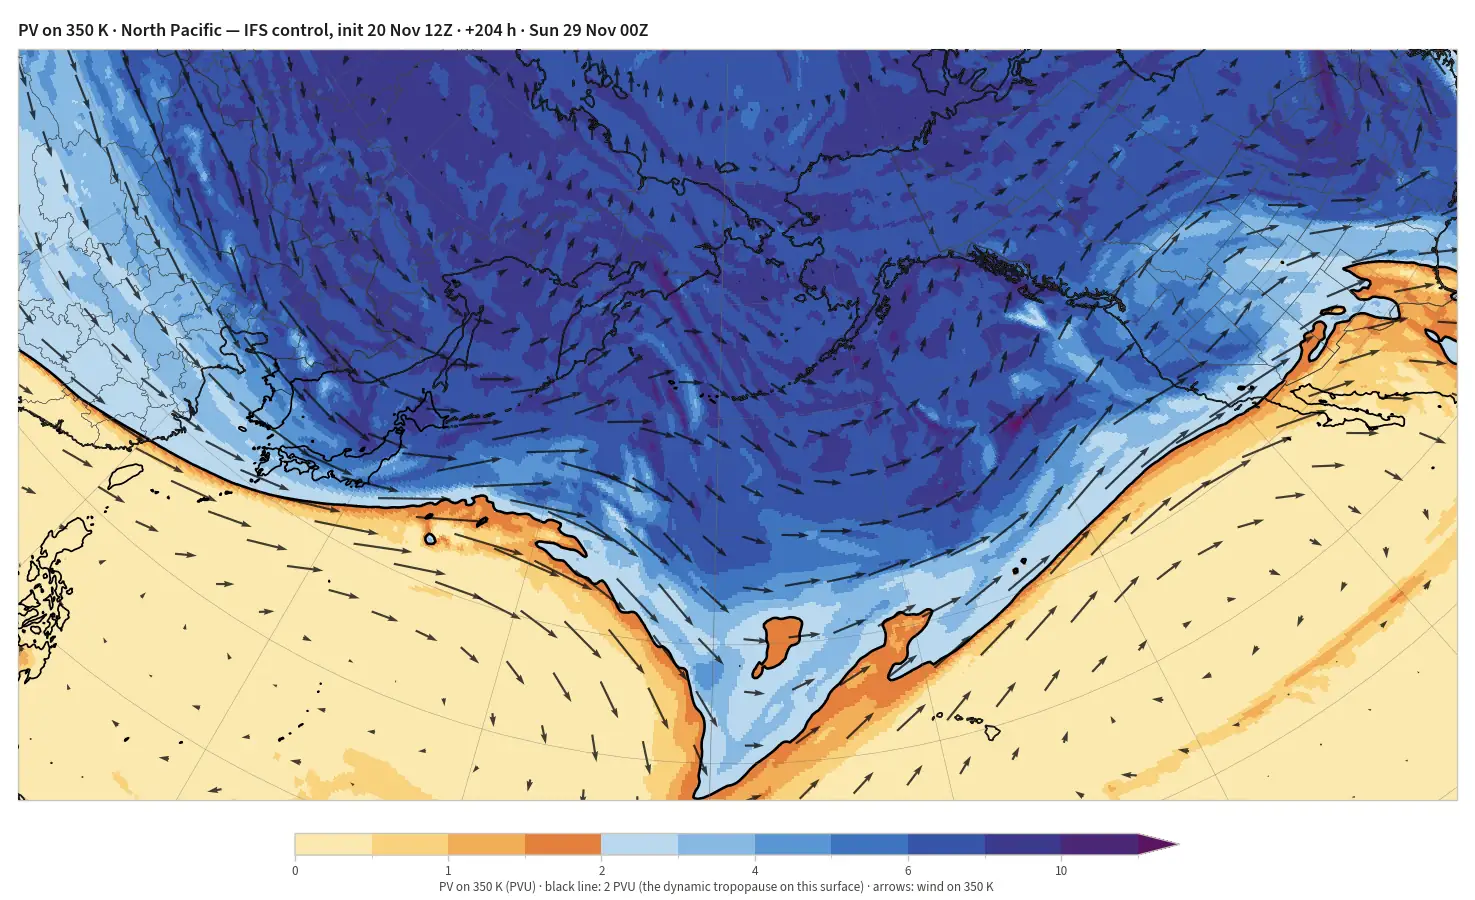 PV on 350 K · North Pacific — IFS control, init 20 Nov 12Z · +204 h · Sun 29 Nov 00Z
0 1 2 4 6 10
PV on 350 K (PVU) · black line: 2 PVU (the dynamic tropopause on this surface) · arrows: wind on 350 K